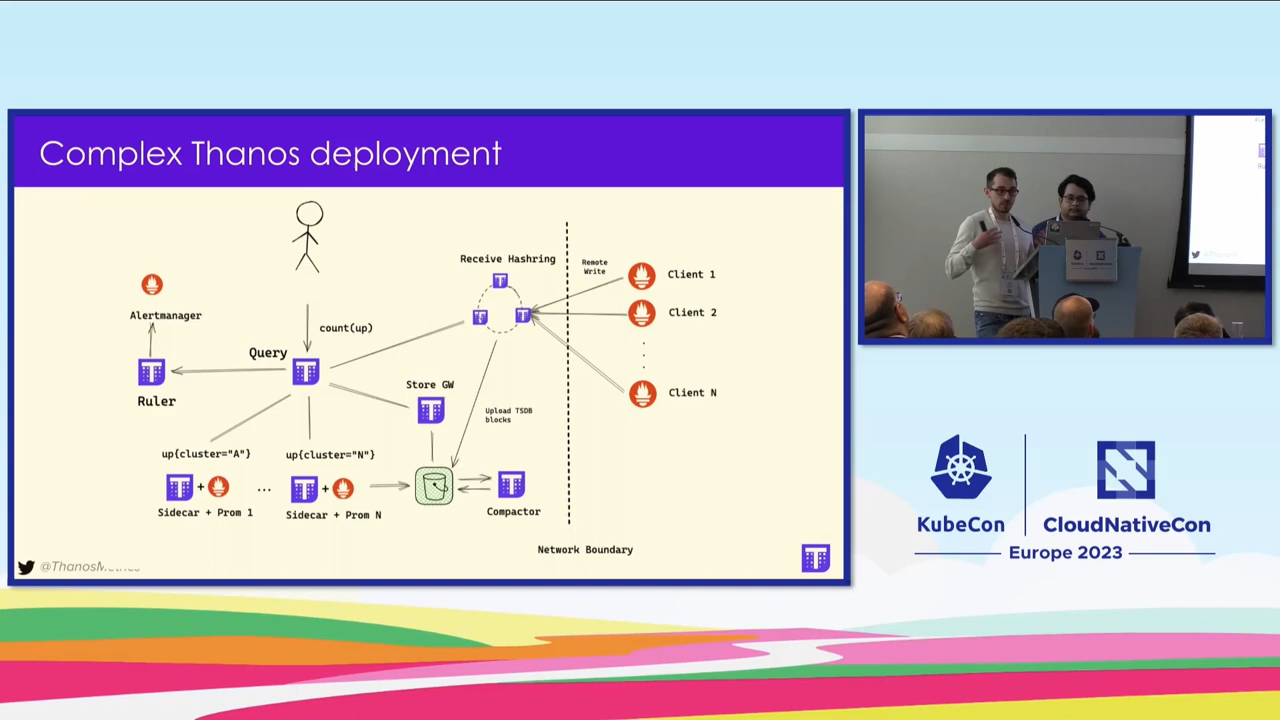 Complex Thanos deployment
Receive Hashring
Remote
Write
Client 1
Client 2
Client N
Alertmanager
count(up)
Query
Ruler
Store GW
Upload TSDB
blocks
up{cluster="A"}
up{cluster="N"}
+
...
+
Sidecar + Prom 1
Sidecar + Prom N
Compactor
Network Boundary
KubeCon
CloudNativeCon
Europe 2023